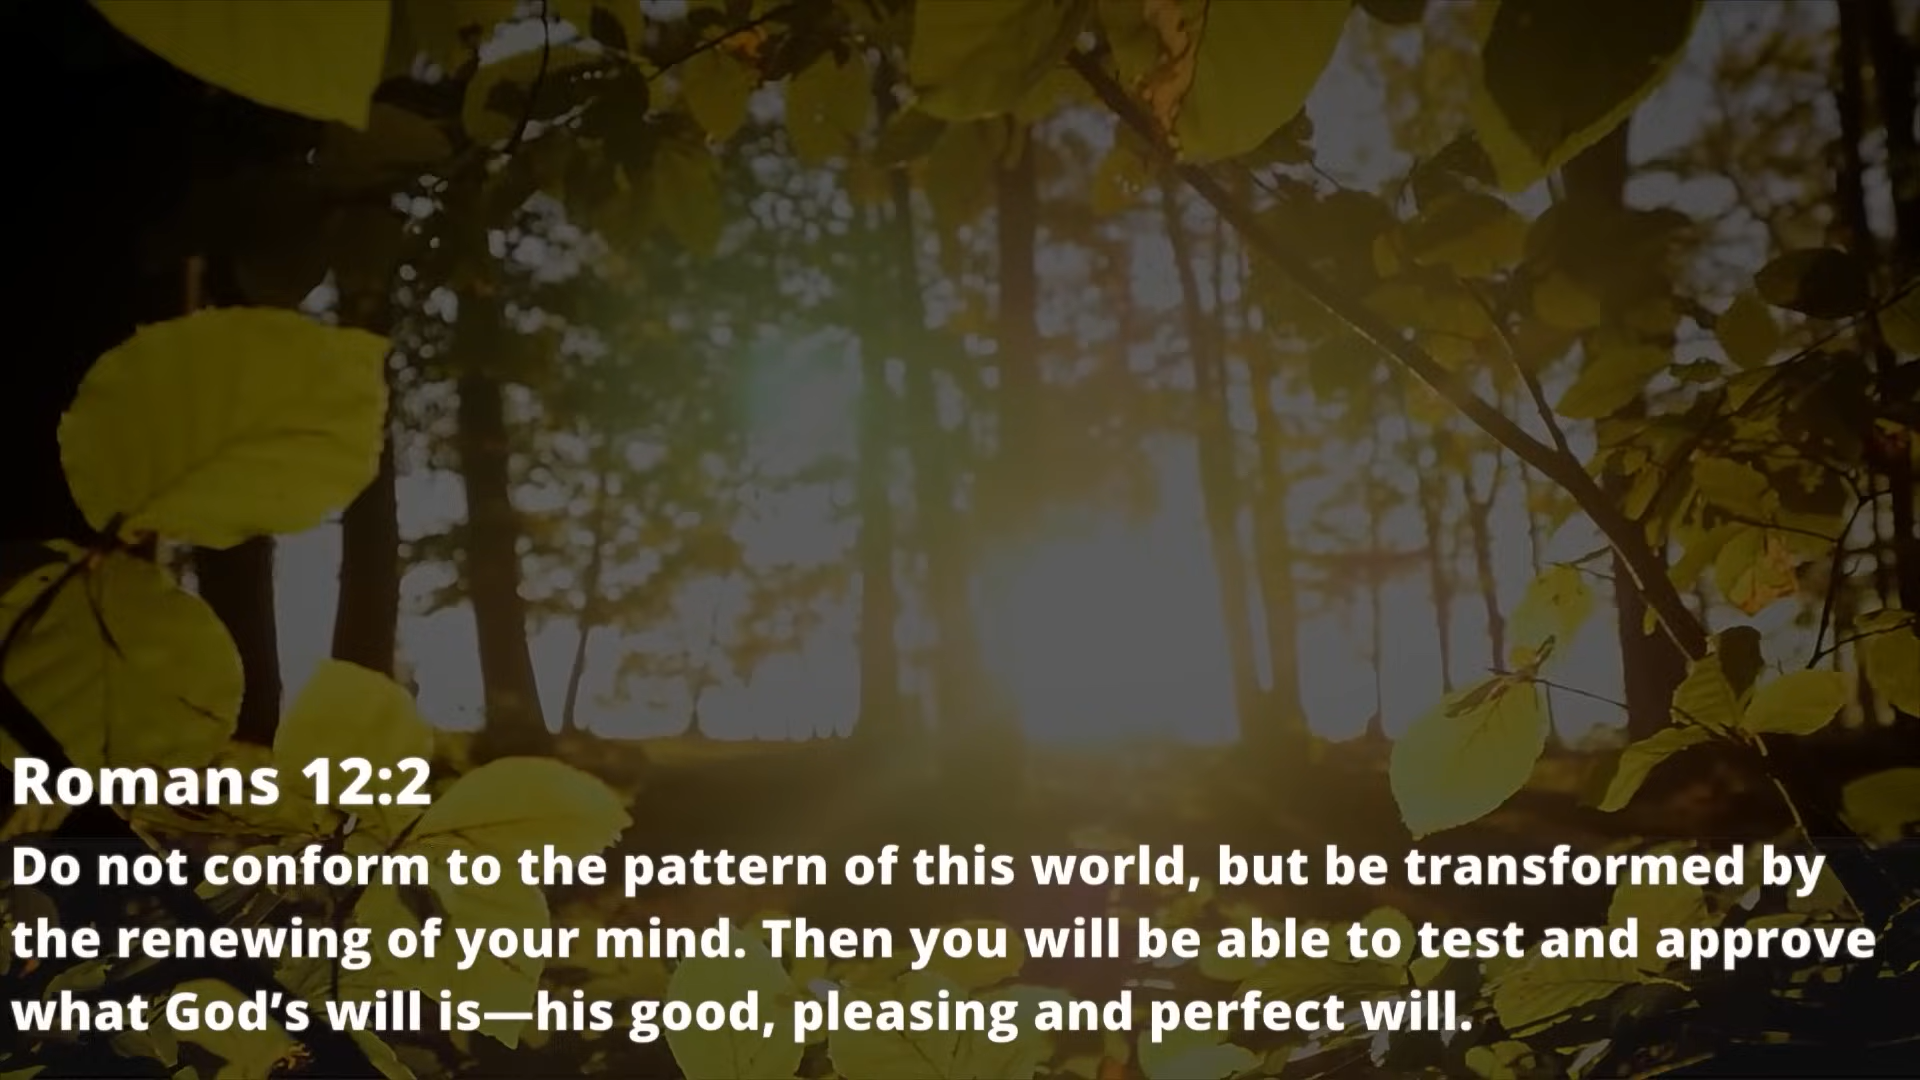 Romans 12:2
Do not conform to the pattern of this world, but be transformed by
the renewing of your mind. Then you will be able to test and approve
what God’s will is—his good, pleasing and perfect will.